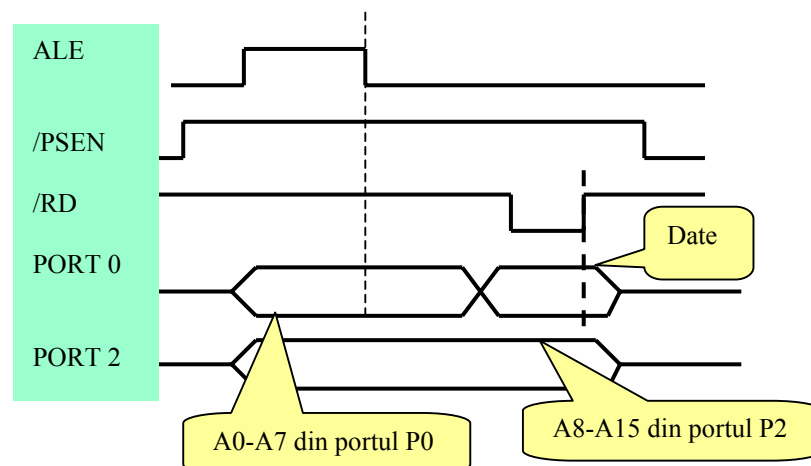 ALE
/PSEN
/RD
PORT 0
Date
PORT 2
A0-A7 din portul P0
A8-A15 din portul P2